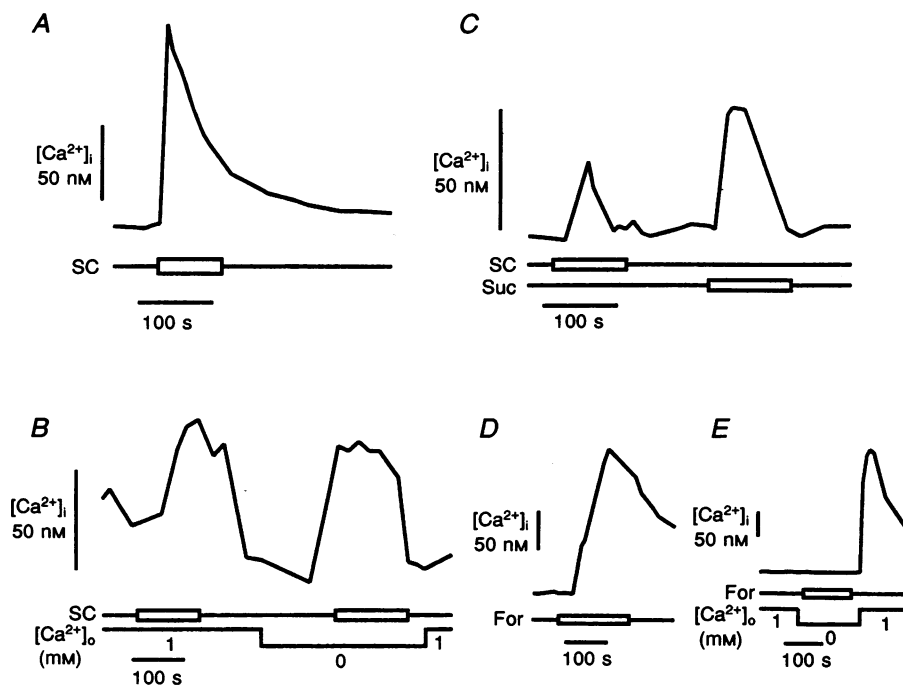 A
[Ca²⁺]ᵢ
50 nM
SC
100 s
C
[Ca²⁺]ᵢ
50 nM
SC
Suc
100 s
B
[Ca²⁺]ᵢ
50 nM
SC
[Ca²⁺]ₒ
(mM)
1
0
1
100 s
D
[Ca²⁺]ᵢ
50 nM
For
100 s
E
[Ca²⁺]ᵢ
50 nM
For
[Ca²⁺]ₒ
(mM)
1
0
1
100 s